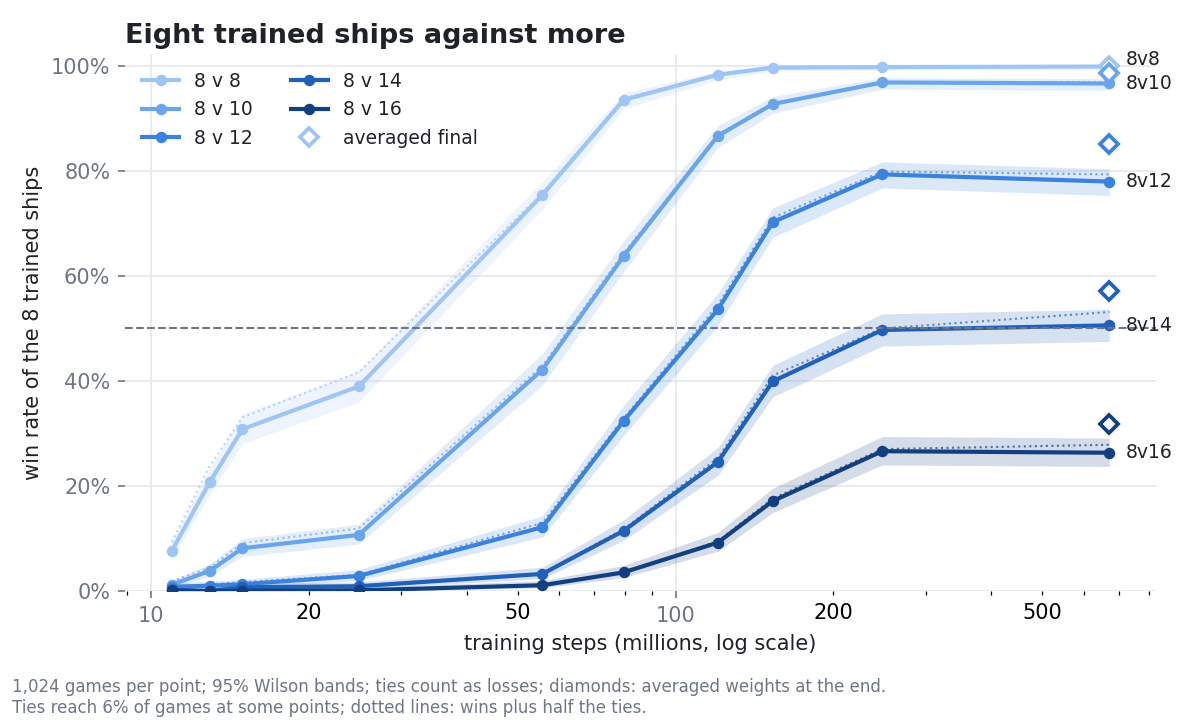 Eight trained ships against more
100%
80%
60%
40%
20%
0%
win rate of the 8 trained ships
8 v 8
8 v 10
8 v 12
8 v 14
8 v 16
averaged final
8v8
8v10
8v12
8v14
8v16
10
20
50
100
200
500
training steps (millions, log scale)
1,024 games per point; 95% Wilson bands; ties count as losses; diamonds: averaged weights at the end.
Ties reach 6% of games at some points; dotted lines: wins plus half the ties.